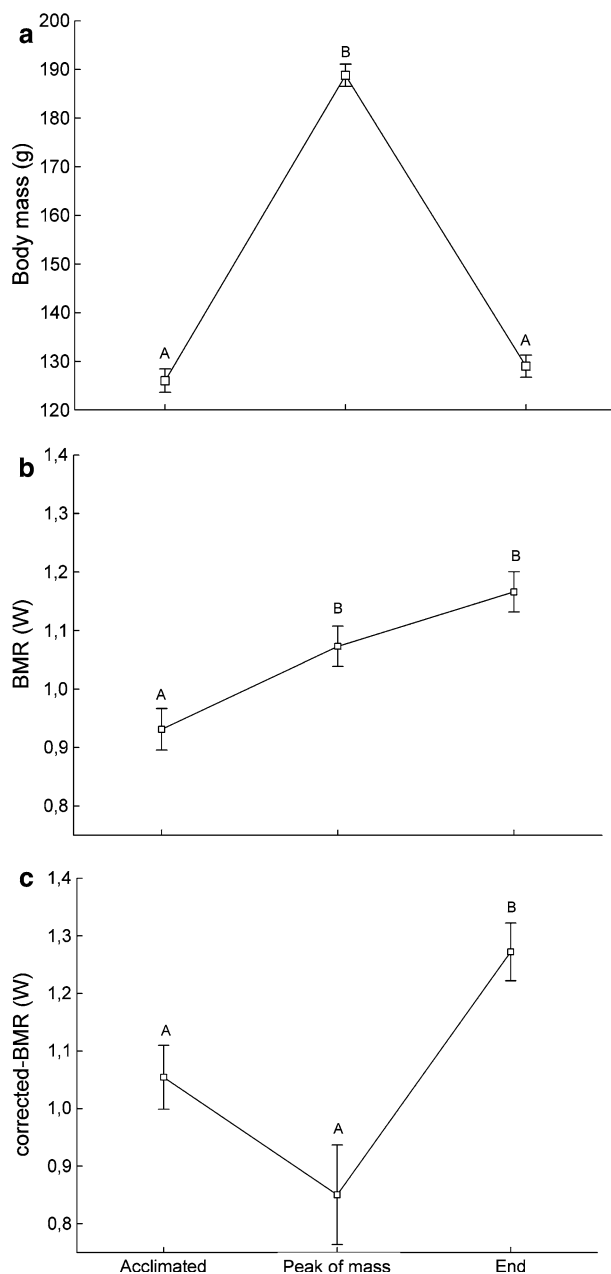 a
200
190
180
170
160
150
140
130
120
Body mass (g)
A
B
A
b
1,4
1,3
1,2
1,1
1,0
0,9
0,8
BMR (W)
A
B
B
c
1,4
1,3
1,2
1,1
1,0
0,9
0,8
corrected-BMR (W)
A
A
B
Acclimated Peak of mass End